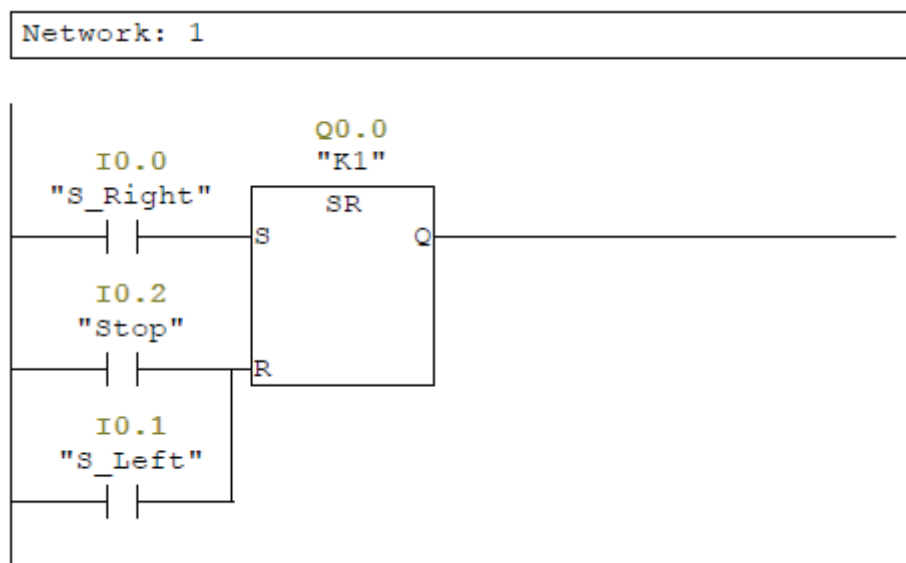 Network: 1
Q0.0
I0.0
"K1"
"S_Right"
SR
S
Q
I0.2
"Stop"
R
I0.1
"S_Left"